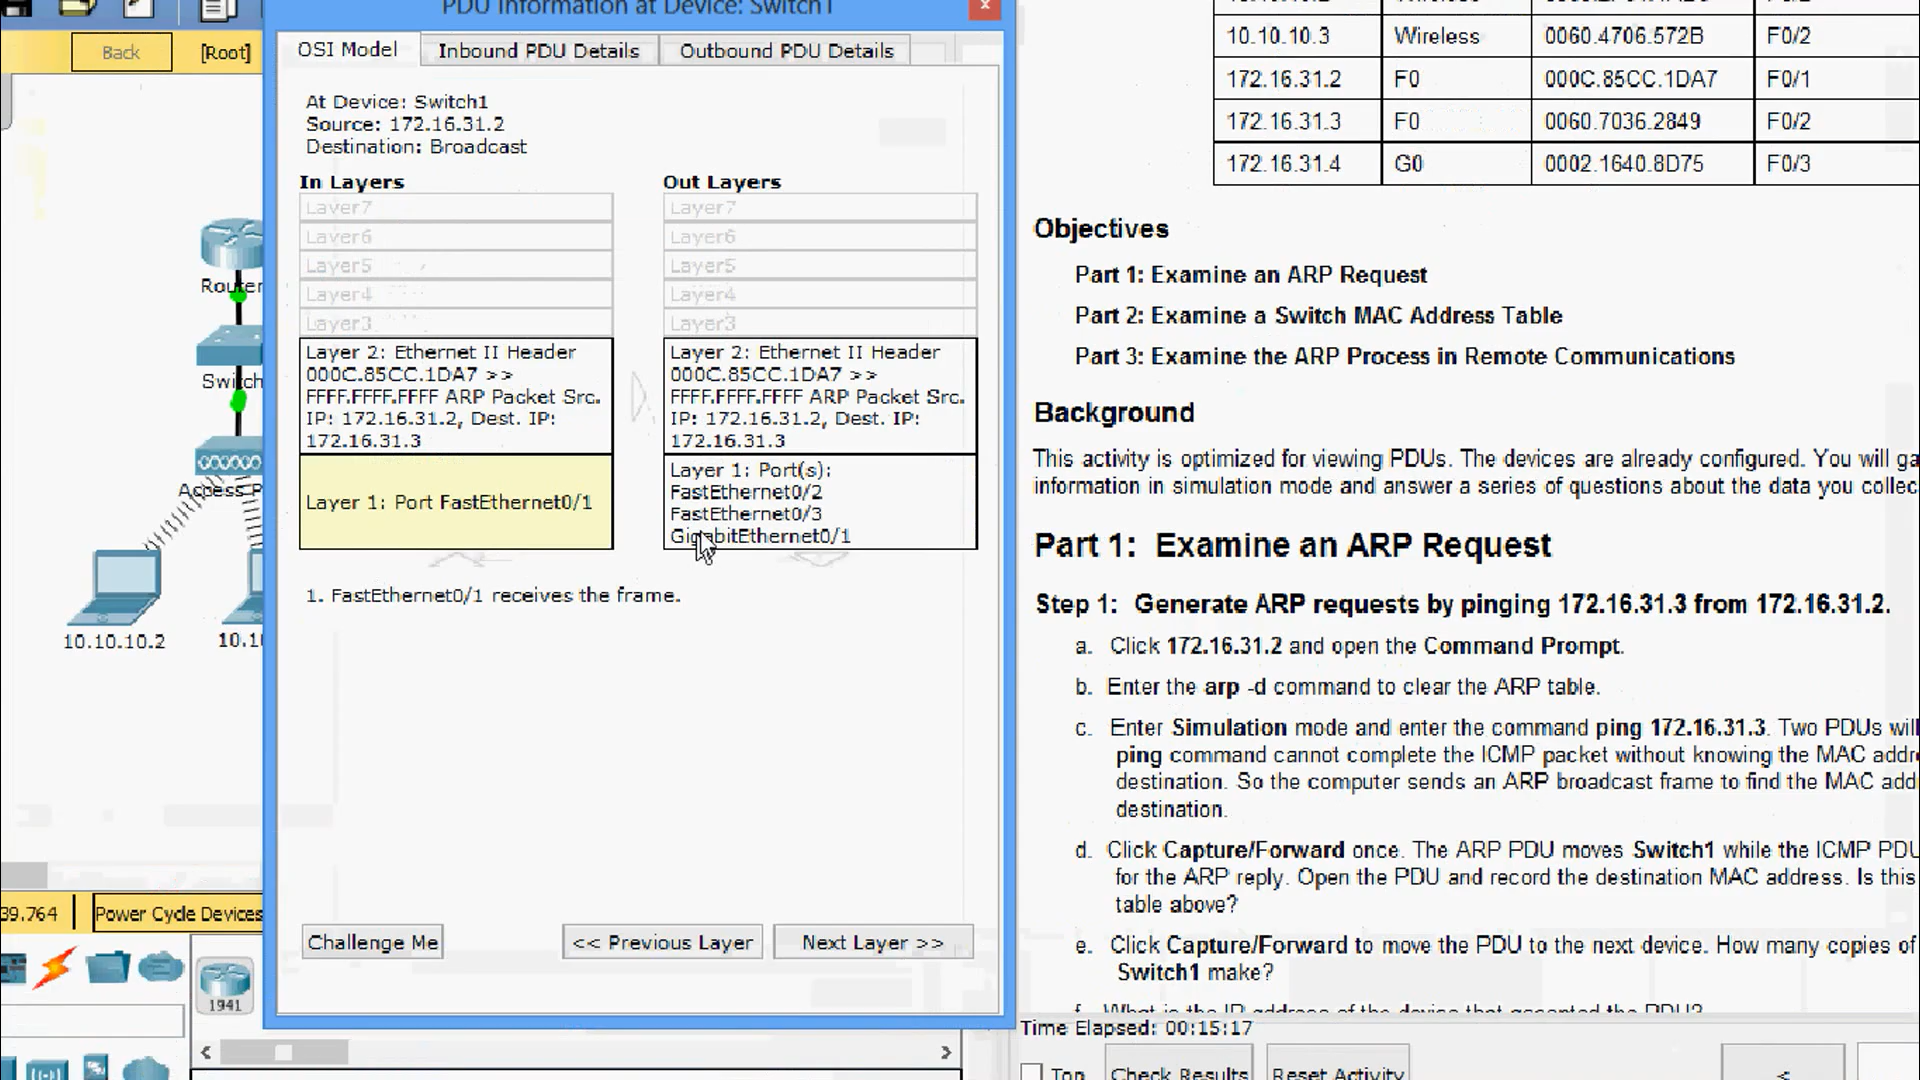 PDU Information at Device: Switch1
x
Back
[Root]
OSI Model
Inbound PDU Details
Outbound PDU Details
At Device: Switch1
Source: 172.16.31.2
Destination: Broadcast
In Layers
Out Layers
Layer7
Layer7
Layer6
Layer6
Layer5
Layer5
Layer4
Layer4
Layer3
Layer3
Layer 2: Ethernet II Header
000C.85CC.1DA7 >>
FFFF.FFFF.FFFF ARP Packet Src.
IP: 172.16.31.2, Dest. IP:
172.16.31.3
Layer 2: Ethernet II Header
000C.85CC.1DA7 >>
FFFF.FFFF.FFFF ARP Packet Src.
IP: 172.16.31.2, Dest. IP:
172.16.31.3
Layer 1: Port FastEthernet0/1
Layer 1: Port(s):
FastEthernet0/2
FastEthernet0/3
GigabitEthernet0/1
1. FastEthernet0/1 receives the frame.
Challenge Me
<< Previous Layer
Next Layer >>
Router
Switch
Access P
10.10.10.2
10.1
39.764
Power Cycle Devices
1941
<
>
10.10.10.3 Wireless 0060.4706.572B F0/2
172.16.31.2 F0 000C.85CC.1DA7 F0/1
172.16.31.3 F0 0060.7036.2849 F0/2
172.16.31.4 G0 0002.1640.8D75 F0/3
Objectives
Part 1: Examine an ARP Request
Part 2: Examine a Switch MAC Address Table
Part 3: Examine the ARP Process in Remote Communications
Background
This activity is optimized for viewing PDUs. The devices are already configured. You will ga
information in simulation mode and answer a series of questions about the data you collec
Part 1: Examine an ARP Request
Step 1: Generate ARP requests by pinging 172.16.31.3 from 172.16.31.2.
a. Click 172.16.31.2 and open the Command Prompt.
b. Enter the arp -d command to clear the ARP table.
c. Enter Simulation mode and enter the command ping 172.16.31.3. Two PDUs will
ping command cannot complete the ICMP packet without knowing the MAC addre
destination. So the computer sends an ARP broadcast frame to find the MAC add
destination.
d. Click Capture/Forward once. The ARP PDU moves Switch1 while the ICMP PDU
for the ARP reply. Open the PDU and record the destination MAC address. Is this
table above?
e. Click Capture/Forward to move the PDU to the next device. How many copies of
Switch1 make?
f. What is the IP address of the device that accepted the PDU?
Time Elapsed: 00:15:17
Top
Check Results
Reset Activity
<